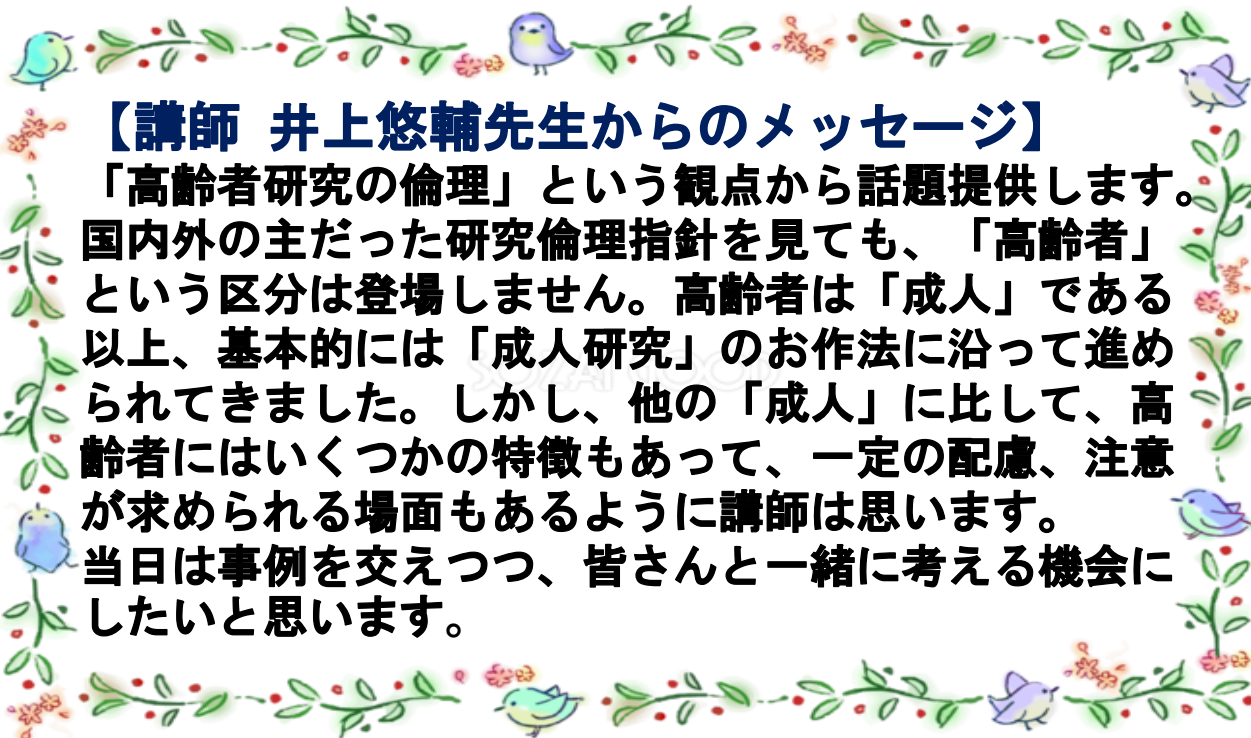 【講師 井上悠輔先生からのメッセージ】
「高齢者研究の倫理」という観点から話題提供します。
国内外の主だった研究倫理指針を見ても、「高齢者」
という区分は登場しません。高齢者は「成人」である
以上、基本的には「成人研究」のお作法に沿って進め
られてきました。しかし、他の「成人」に比して、高
齢者にはいくつかの特徴もあって、一定の配慮、注意
が求められる場面もあるように講師は思います。
当日は事例を交えつつ、皆さんと一緒に考える機会に
したいと思います。